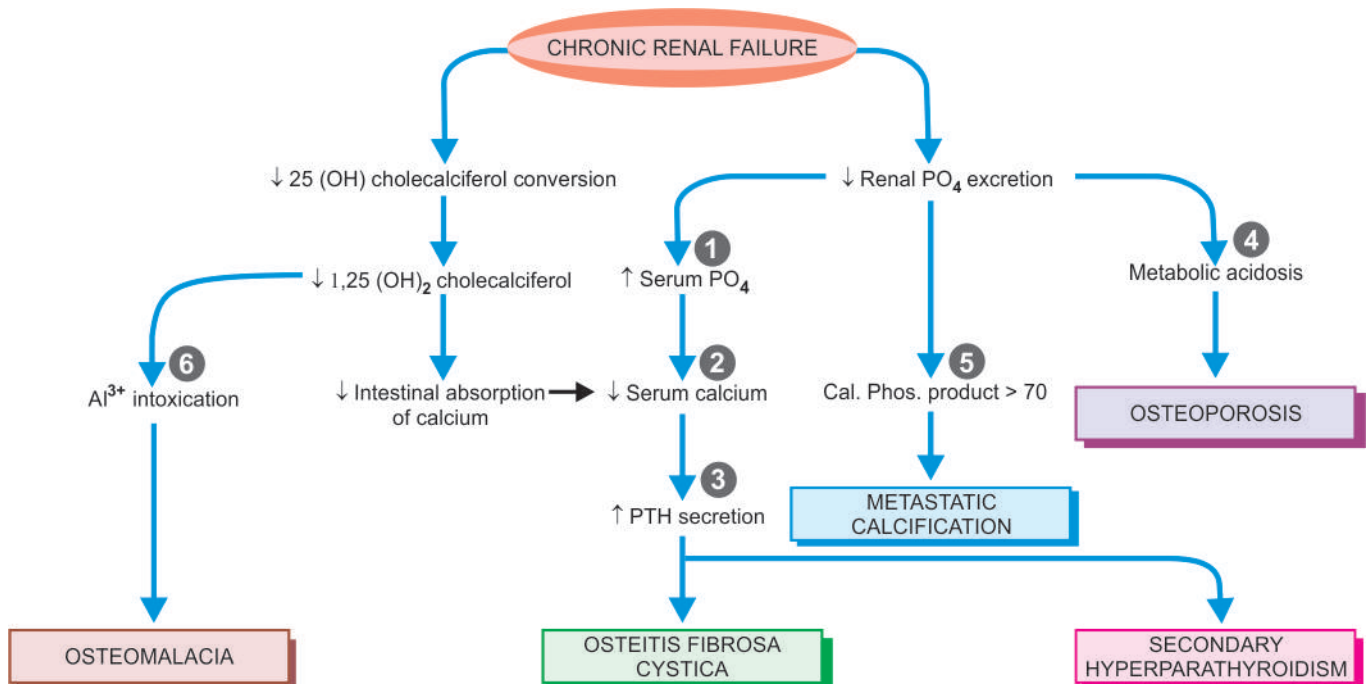 CHRONIC RENAL FAILURE
↓ 25 (OH) cholecalciferol conversion
↓ Renal PO₄ excretion
↓ 1,25 (OH)₂ cholecalciferol
1
↑ Serum PO₄
4
Metabolic acidosis
6
Al³⁺ intoxication
↓ Intestinal absorption
of calcium
2
↓ Serum calcium
5
Cal. Phos. product > 70
OSTEOPOROSIS
3
↑ PTH secretion
METASTATIC
CALCIFICATION
OSTEOMALACIA
OSTEITIS FIBROSA
CYSTICA
SECONDARY
HYPERPARATHYROIDISM